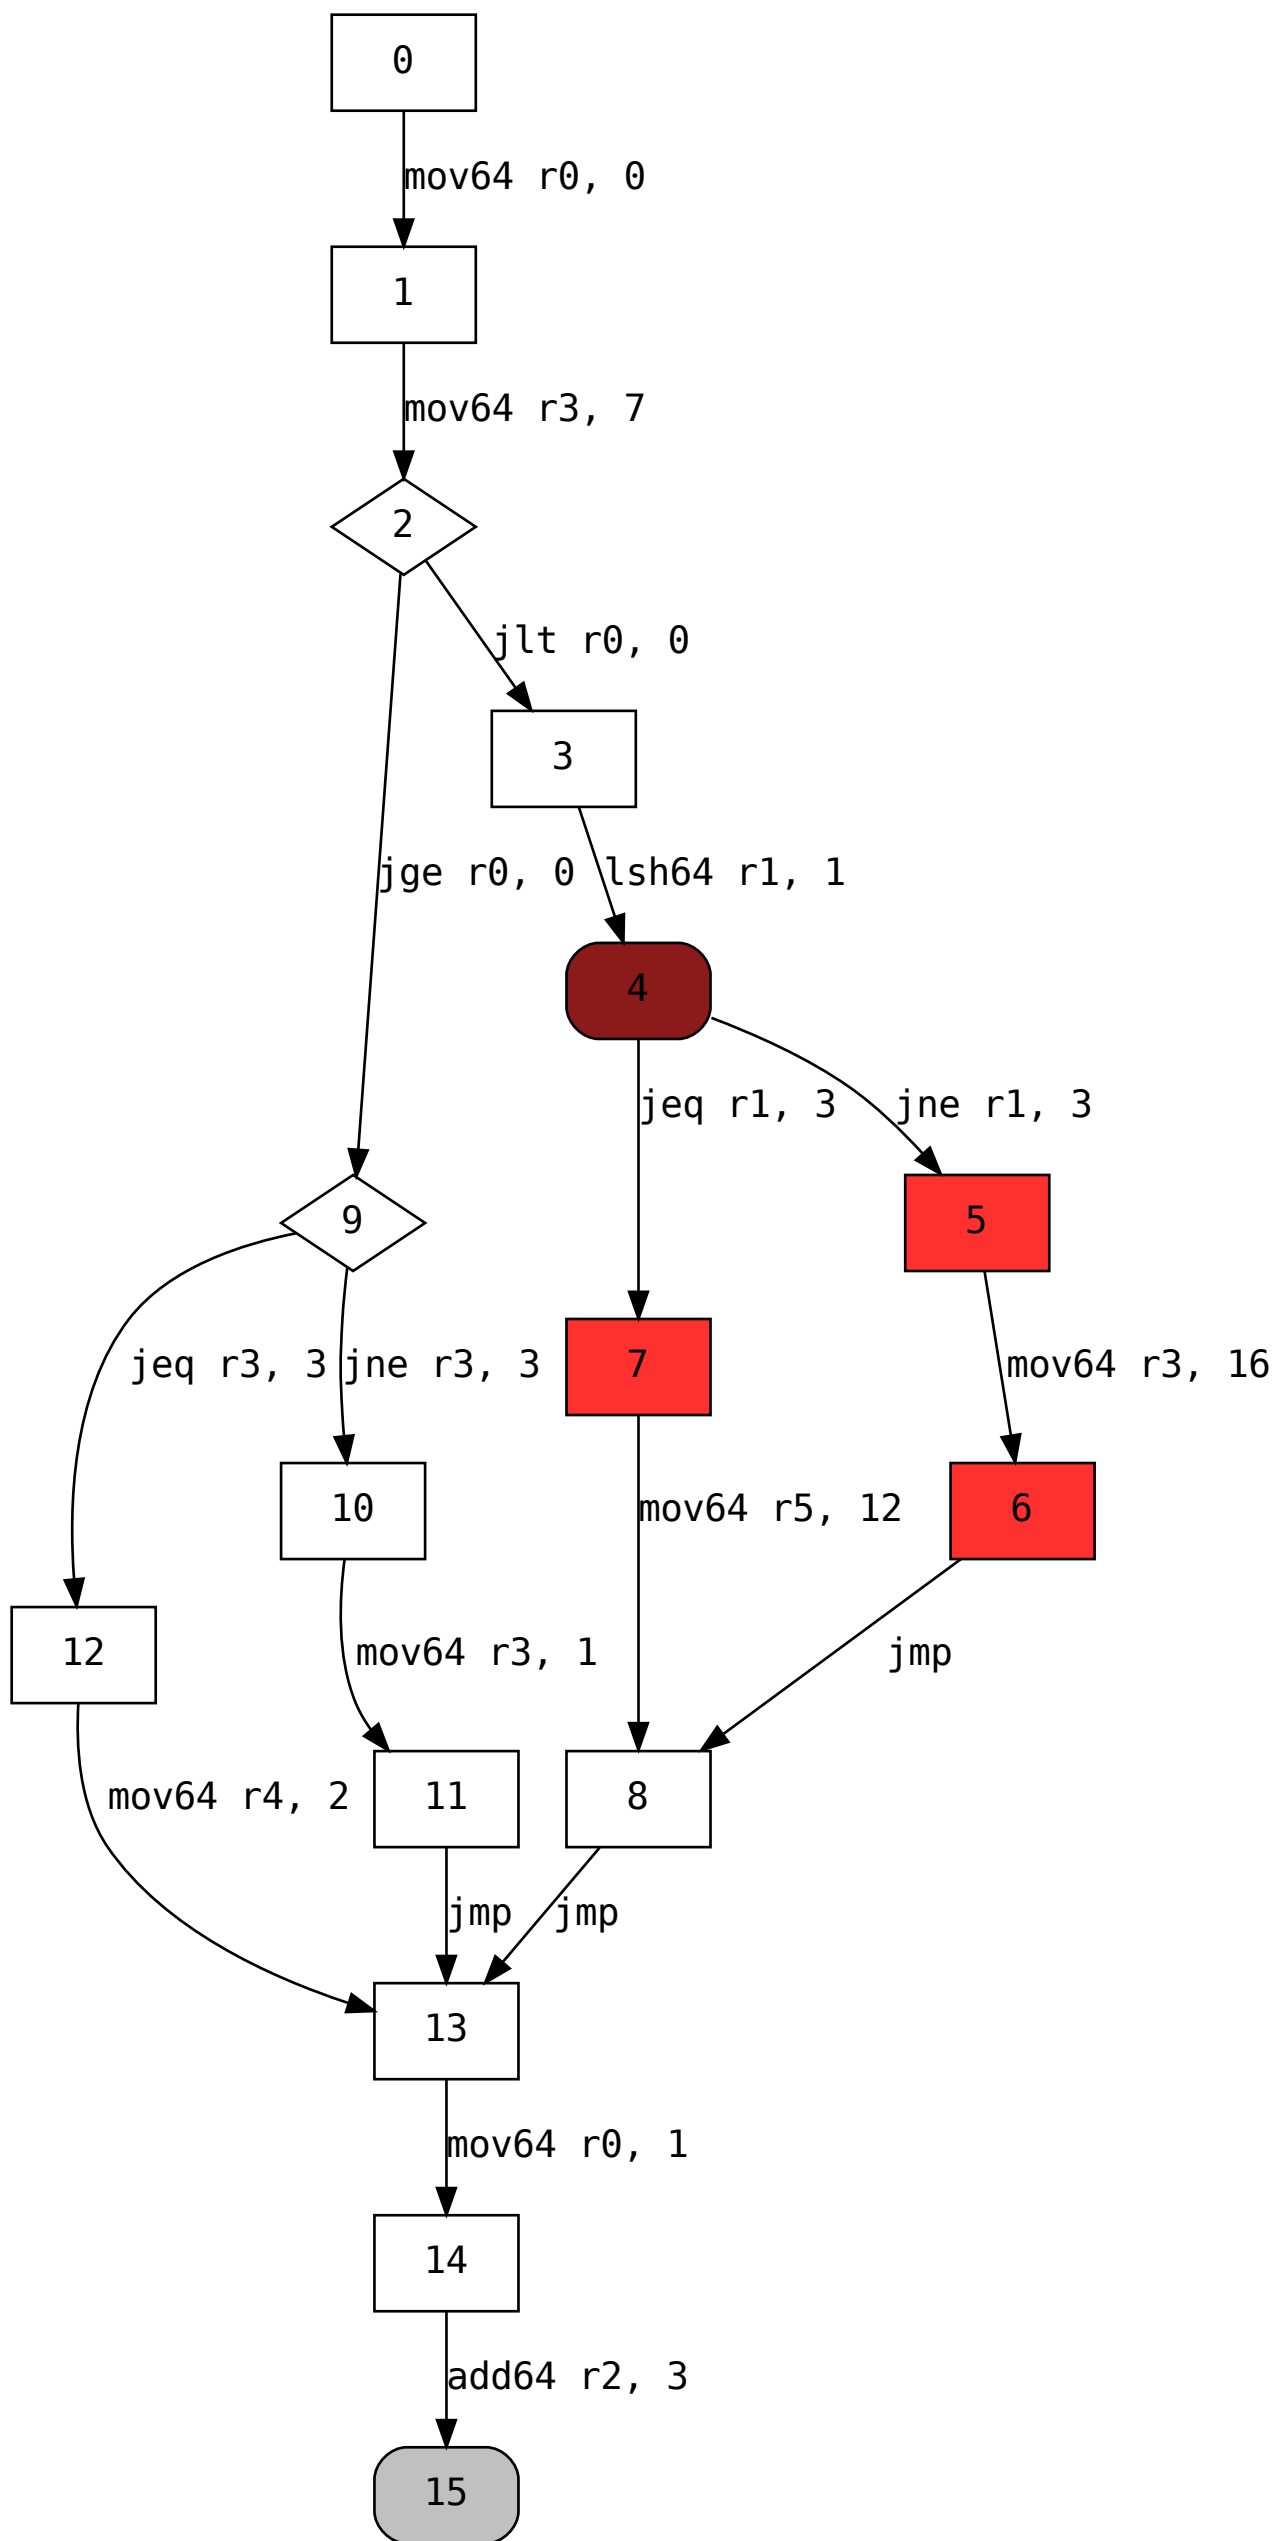 0
mov64 r0, 0
1
mov64 r3, 7
2
jlt r0, 0
3
jge r0, 0
lsh64 r1, 1
4
jeq r1, 3
jne r1, 3
9
5
jeq r3, 3
jne r3, 3
7
mov64 r3, 16
10
mov64 r5, 12
6
12
mov64 r3, 1
jmp
mov64 r4, 2
11
8
jmp
jmp
13
mov64 r0, 1
14
add64 r2, 3
15